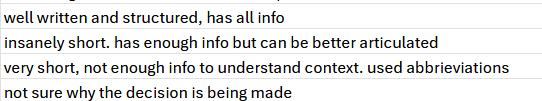 well written and structured, has all info
insanely short. has enough info but can be better articulated
very short, not enough info to understand context. used abbrieviations
not sure why the decision is being made